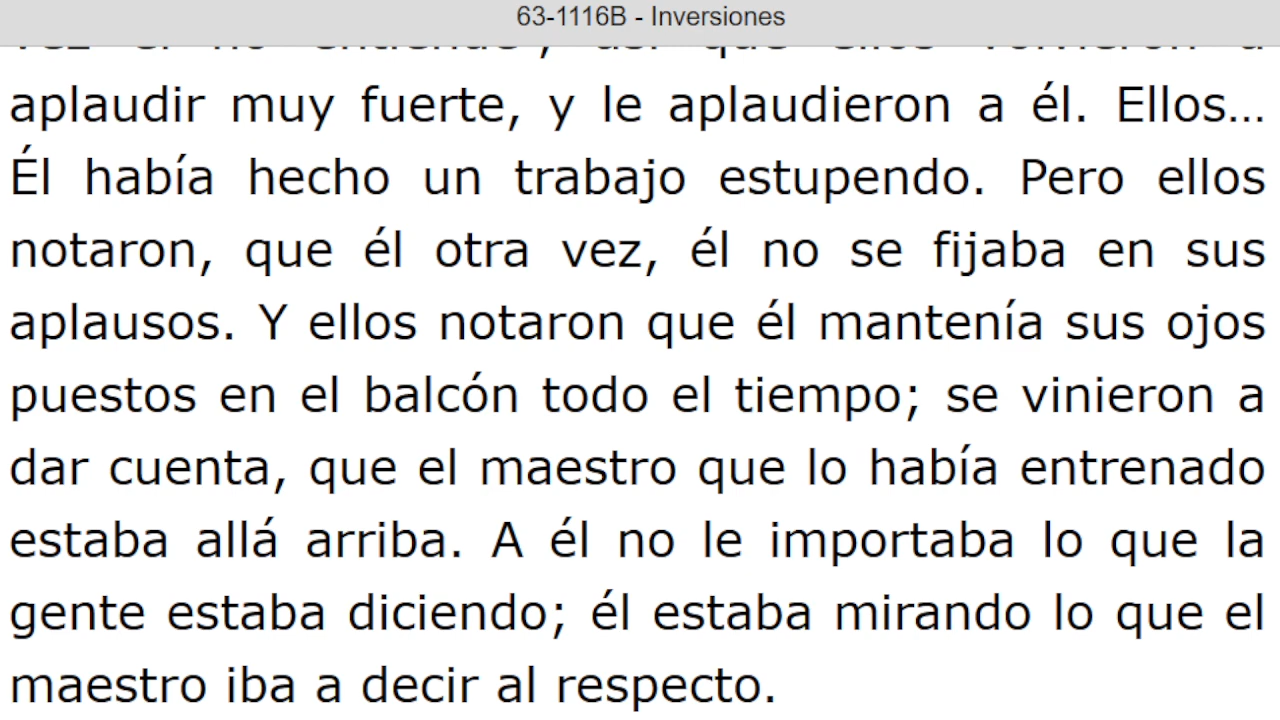 63-1116B - Inversiones
aplaudir muy fuerte, y le aplaudieron a él. Ellos...
Él había hecho un trabajo estupendo. Pero ellos
notaron, que él otra vez, él no se fijaba en sus
aplausos. Y ellos notaron que él mantenía sus ojos
puestos en el balcón todo el tiempo; se vinieron a
dar cuenta, que el maestro que lo había entrenado
estaba allá arriba. A él no le importaba lo que la
gente estaba diciendo; él estaba mirando lo que el
maestro iba a decir al respecto.